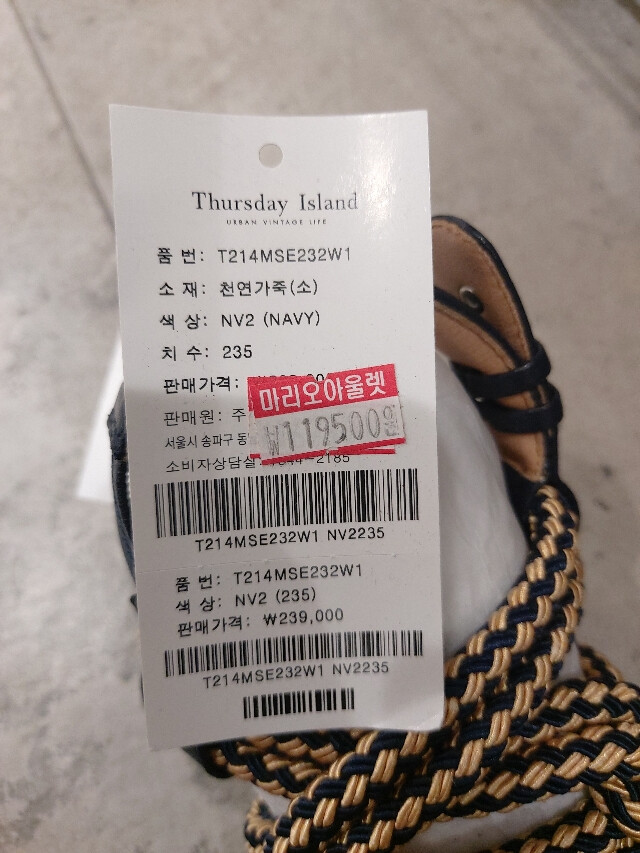 Thursday Island
URBAN VINTAGE LIFE
품 번: T214MSE232W1
소 재: 천연가죽(소)
색 상: NV2 (NAVY)
치 수: 235
판매가격:
마리오아울렛
₩119500원
판매원: 주
서울시 송파구
소비자상담실: -2185
T214MSE232W1 NV2235
품 번: T214MSE232W1
색 상: NV2 (235)
판매가격: ₩239,000
T214MSE232W1 NV2235